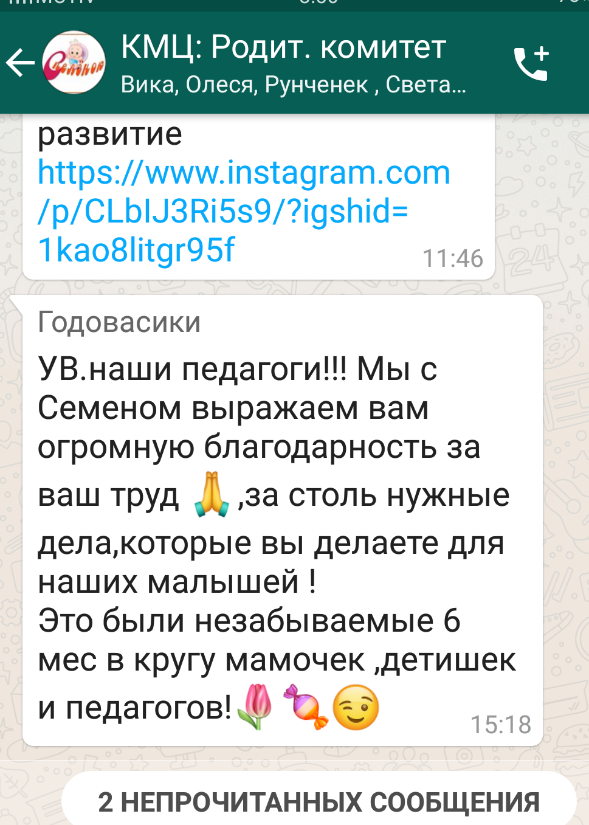 КМЦ: Родит. комитет
Вика, Олеся, Рунченек , Света...
развитие
https://www.instagram.com
/p/CLbIJ3Ri5s9/?igshid=
1kao8litgr95f
11:46
Годовасики
УВ.наши педагоги!!! Мы с
Семеном выражаем вам
огромную благодарность за
ваш труд 🙏,за столь нужные
дела,которые вы делаете для
наших малышей !
Это были незабываемые 6
мес в кругу мамочек ,детишек
и педагогов!🌷🍬😉
15:18
2 НЕПРОЧИТАННЫХ СООБЩЕНИЯ